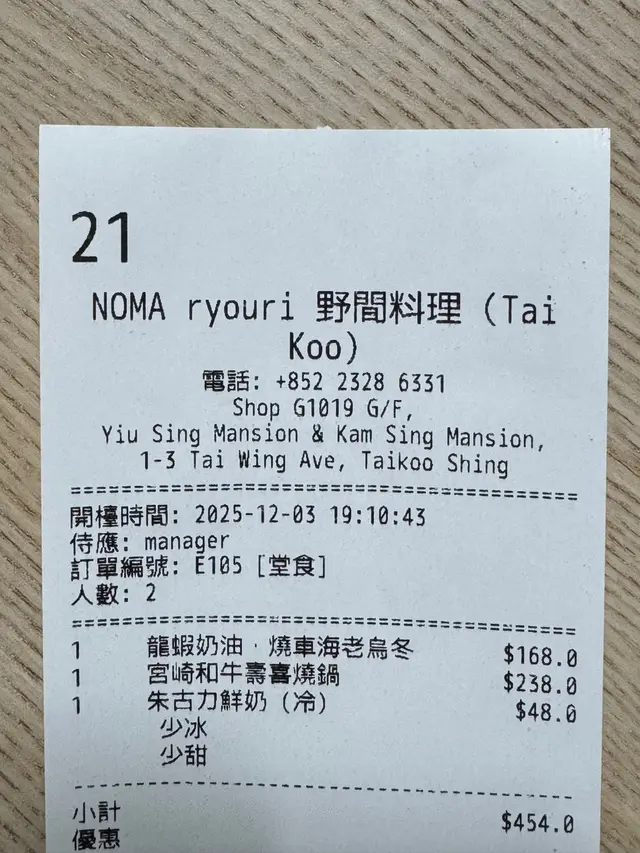 21
NOMA ryouri 野間料理 (Tai
Koo)
電話: +852 2328 6331
Shop G1019 G/F,
Yiu Sing Mansion & Kam Sing Mansion,
1-3 Tai Wing Ave, Taikoo Shing
=========================================
開檯時間: 2025-12-03 19:10:43
侍應: manager
訂單編號: E105 [堂食]
人數: 2
=========================================
1 龍蝦奶油．燒車海老烏冬 $168.0
1 宮崎和牛壽喜燒鍋 $238.0
1 朱古力鮮奶 (冷) $48.0
少冰
少甜
-----------------------------------------
小計 $454.0
優惠